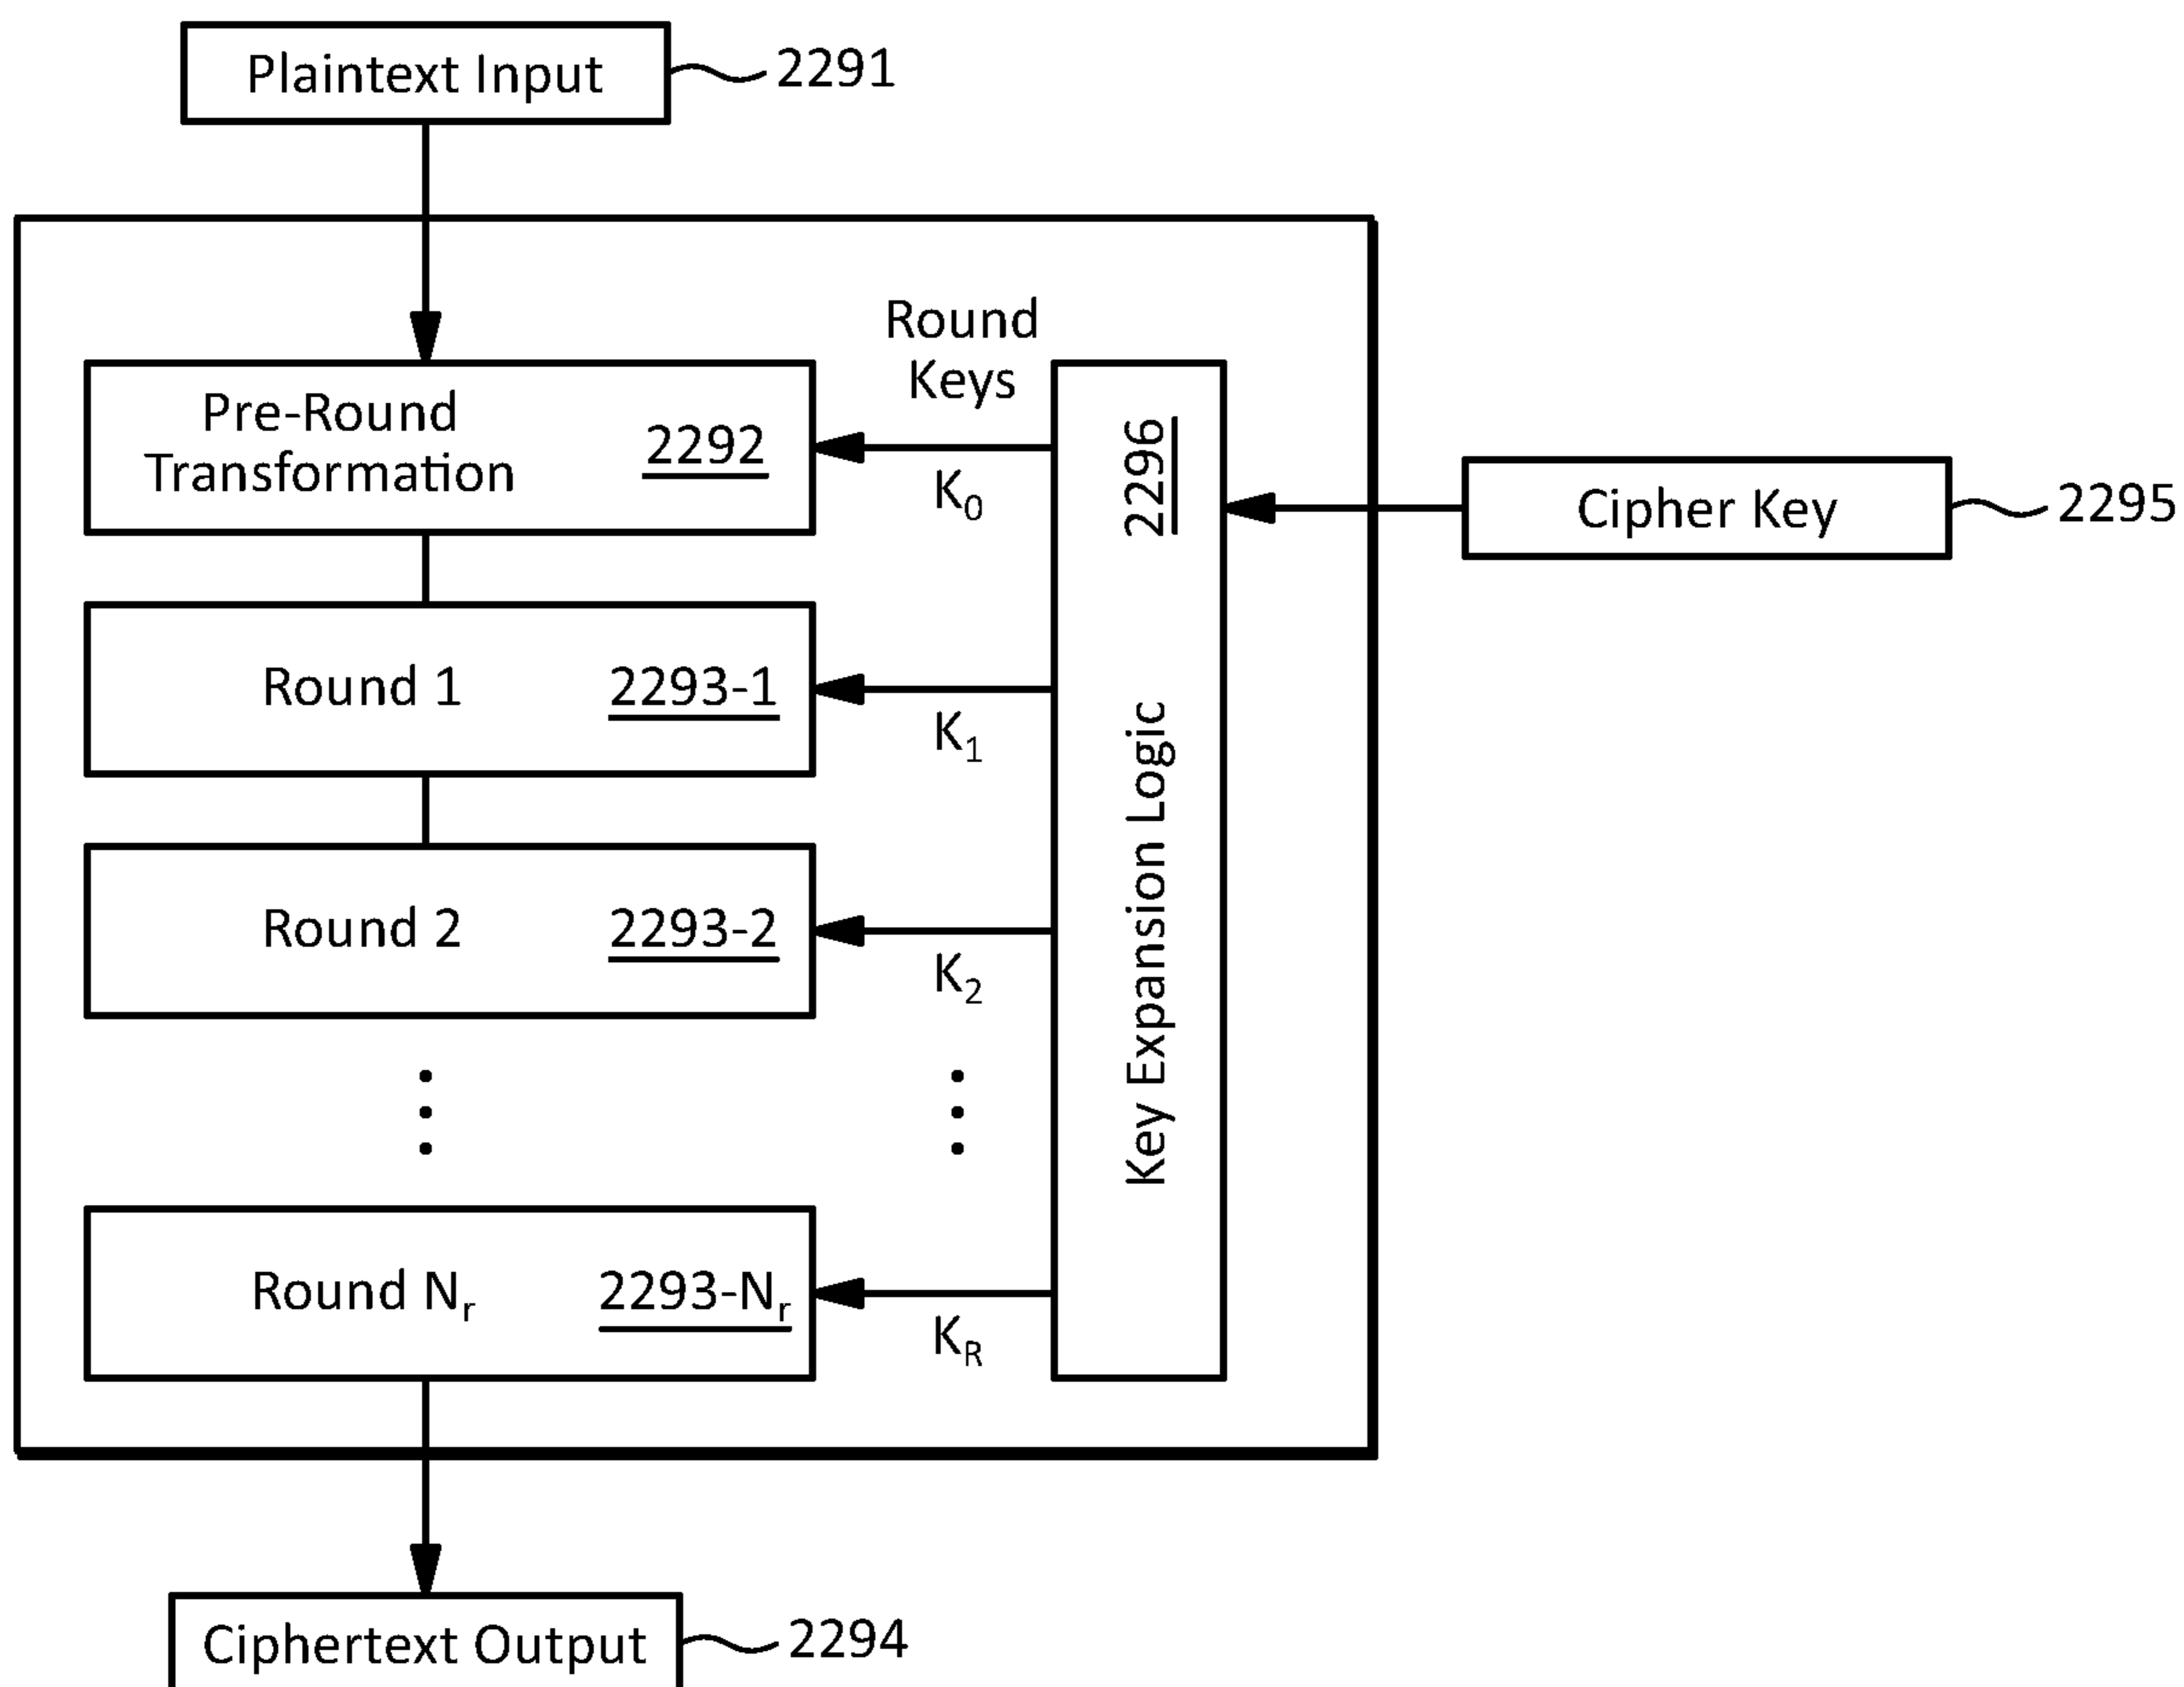 Plaintext Input
2291
Round
Keys
Pre-Round
Transformation
2292
K0
2296
Key Expansion Logic
Cipher Key
2295
Round 1
2293-1
K1
Round 2
2293-2
K2
Round Nr
2293-Nr
KR
Ciphertext Output
2294